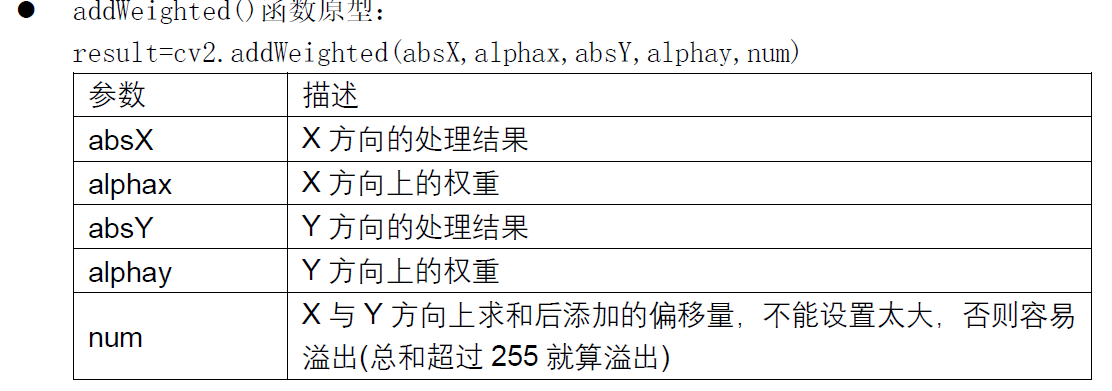 ● addWeighted()函数原型:
result=cv2.addWeighted(absX,alphax,absY,alphay,num)
参数 描述
absX X 方向的处理结果
alphax X 方向上的权重
absY Y 方向的处理结果
alphay Y 方向上的权重
num X 与 Y 方向上求和后添加的偏移量，不能设置太大，否则容易
溢出(总和超过 255 就算溢出)